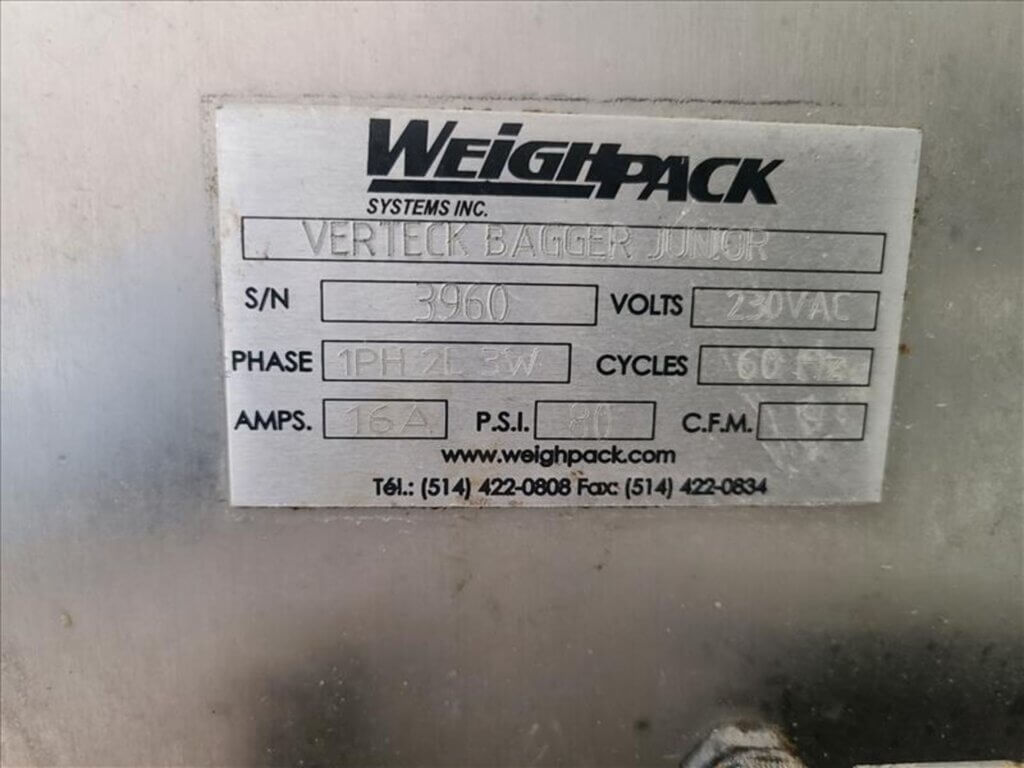 WEIGHPACK
SYSTEMS INC.
VERTECK BAGGER JUNIOR
S/N 3960 VOLTS 230VAC
PHASE 1PH 2L 3W CYCLES 60 Hz
AMPS. 16A P.S.I. 80 C.F.M.
www.weighpack.com
Tél.: (514) 422-0808 Fax: (514) 422-0834